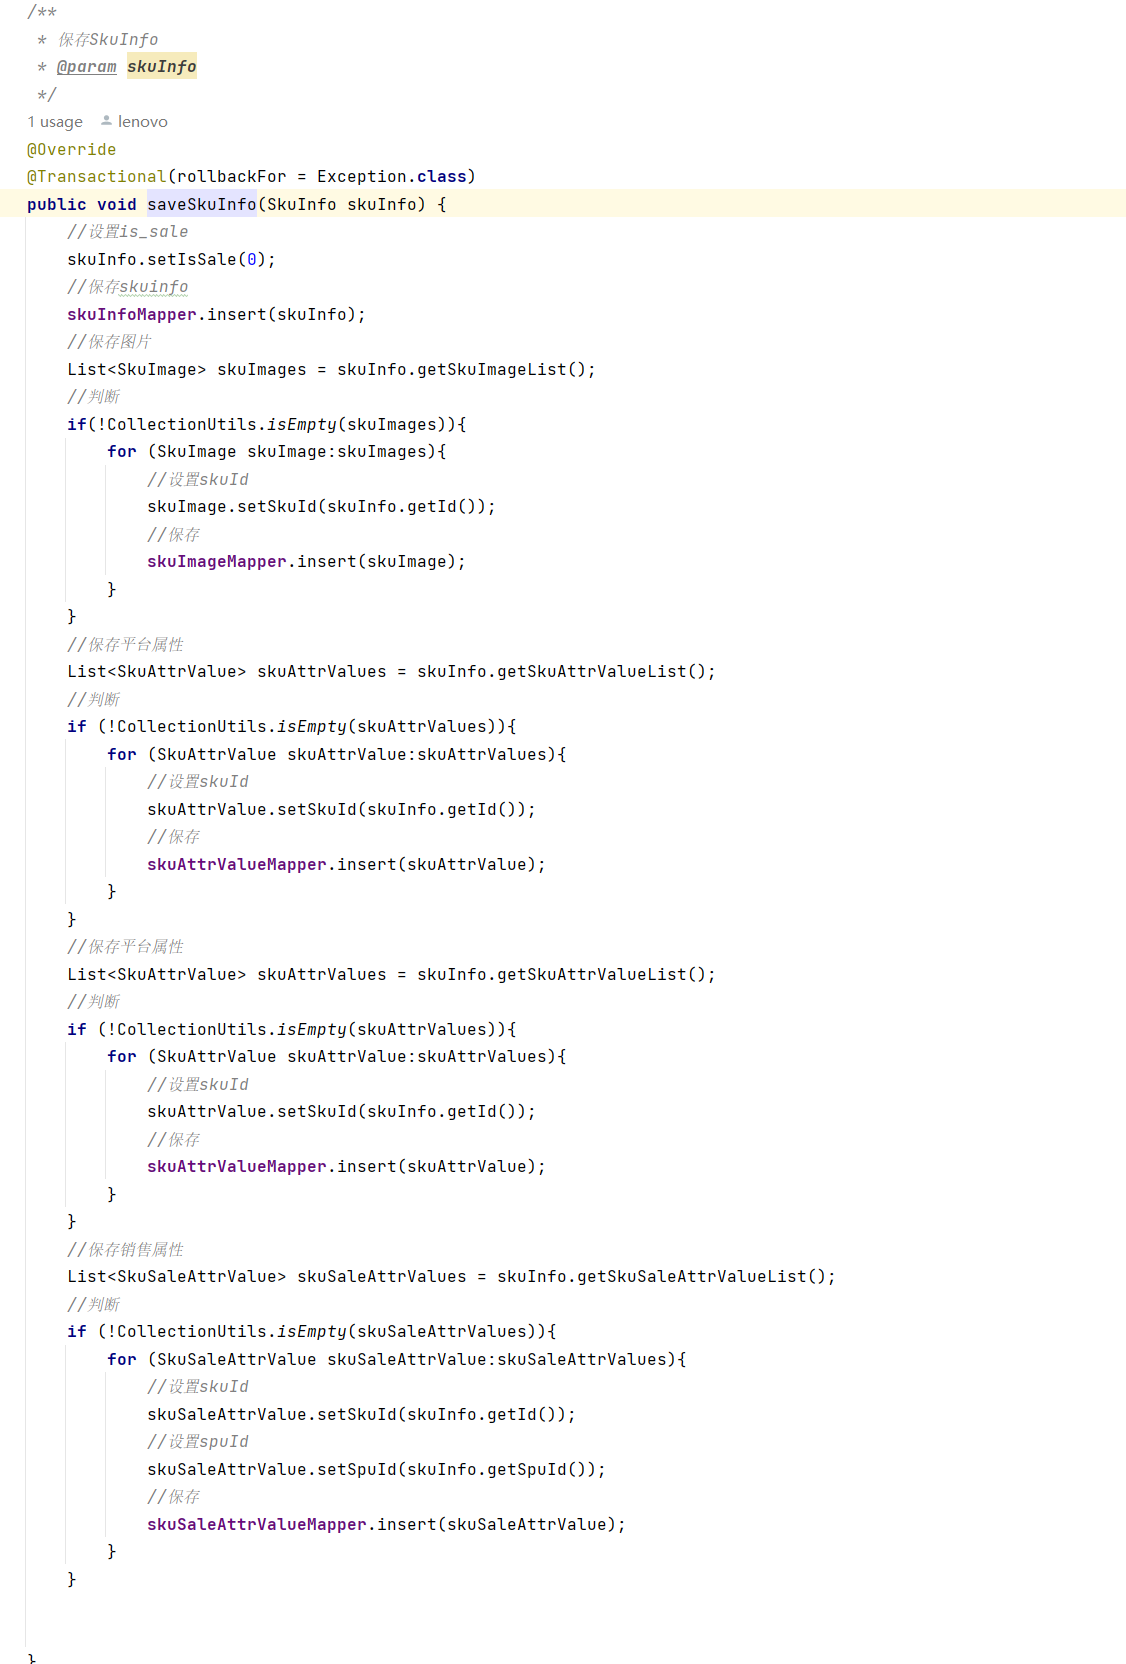 /**
 * 保存SkuInfo
 * @param skuInfo
 */
1 usage lenovo
@Override
@Transactional(rollbackFor = Exception.class)
public void saveSkuInfo(SkuInfo skuInfo) {
    //设置is_sale
    skuInfo.setIsSale(0);
    //保存skuinfo
    skuInfoMapper.insert(skuInfo);
    //保存图片
    List<SkuImage> skuImages = skuInfo.getSkuImageList();
    //判断
    if(!CollectionUtils.isEmpty(skuImages)){
        for (SkuImage skuImage:skuImages){
            //设置skuId
            skuImage.setSkuId(skuInfo.getId());
            //保存
            skuImageMapper.insert(skuImage);
        }
    }
    //保存平台属性
    List<SkuAttrValue> skuAttrValues = skuInfo.getSkuAttrValueList();
    //判断
    if (!CollectionUtils.isEmpty(skuAttrValues)){
        for (SkuAttrValue skuAttrValue:skuAttrValues){
            //设置skuId
            skuAttrValue.setSkuId(skuInfo.getId());
            //保存
            skuAttrValueMapper.insert(skuAttrValue);
        }
    }
    //保存平台属性
    List<SkuAttrValue> skuAttrValues = skuInfo.getSkuAttrValueList();
    //判断
    if (!CollectionUtils.isEmpty(skuAttrValues)){
        for (SkuAttrValue skuAttrValue:skuAttrValues){
            //设置skuId
            skuAttrValue.setSkuId(skuInfo.getId());
            //保存
            skuAttrValueMapper.insert(skuAttrValue);
        }
    }
    //保存销售属性
    List<SkuSaleAttrValue> skuSaleAttrValues = skuInfo.getSkuSaleAttrValueList();
    //判断
    if (!CollectionUtils.isEmpty(skuSaleAttrValues)){
        for (SkuSaleAttrValue skuSaleAttrValue:skuSaleAttrValues){
            //设置skuId
            skuSaleAttrValue.setSkuId(skuInfo.getId());
            //设置spuId
            skuSaleAttrValue.setSpuId(skuInfo.getSpuId());
            //保存
            skuSaleAttrValueMapper.insert(skuSaleAttrValue);
        }
    }
}